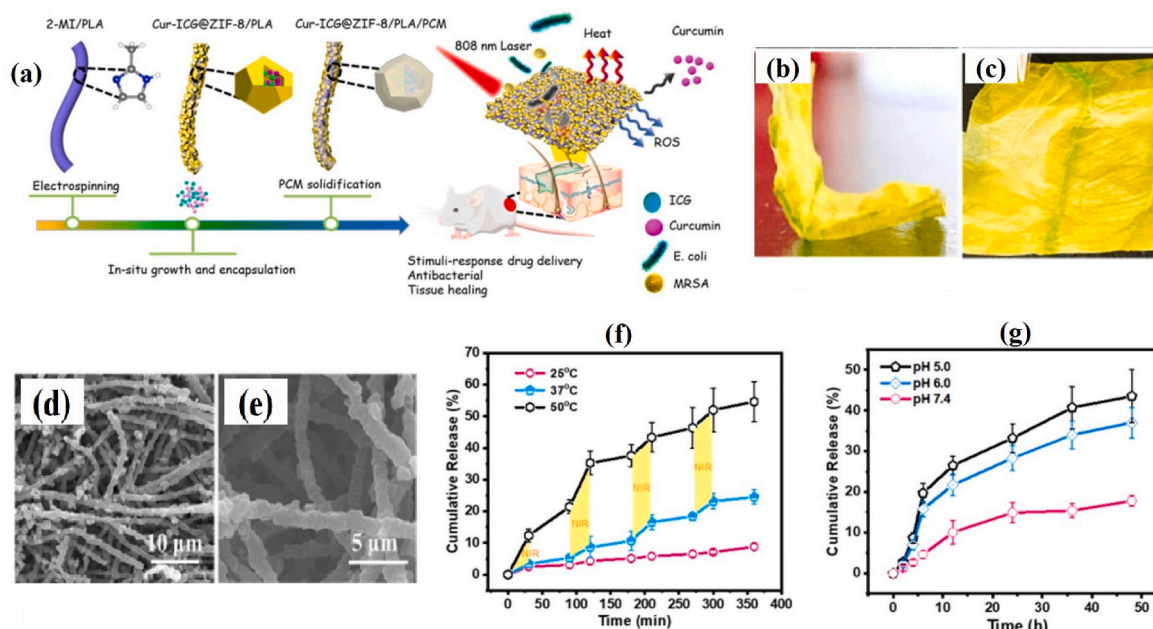 (a)
2-MI/PLA
Cur-ICG@ZIF-8/PLA
Cur-ICG@ZIF-8/PLA/PCM
808 nm Laser
Heat
Curcumin
ROS
Electrospinning
PCM solidification
In-situ growth and encapsulation
Stimuli-response drug delivery
Antibacterial
Tissue healing
ICG
Curcumin
E. coli
MRSA
(b)
(c)
(d)
10 µm
(e)
5 µm
(f)
Cumulative Release (%)
70
60
50
40
30
20
10
0
25°C
37°C
50°C
NIR
NIR
NIR
NIR
0 50 100 150 200 250 300 350 400
Time (min)
(g)
Cumulative Release (%)
50
40
30
20
10
0
pH 5.0
pH 6.0
pH 7.4
0 10 20 30 40 50
Time (h)